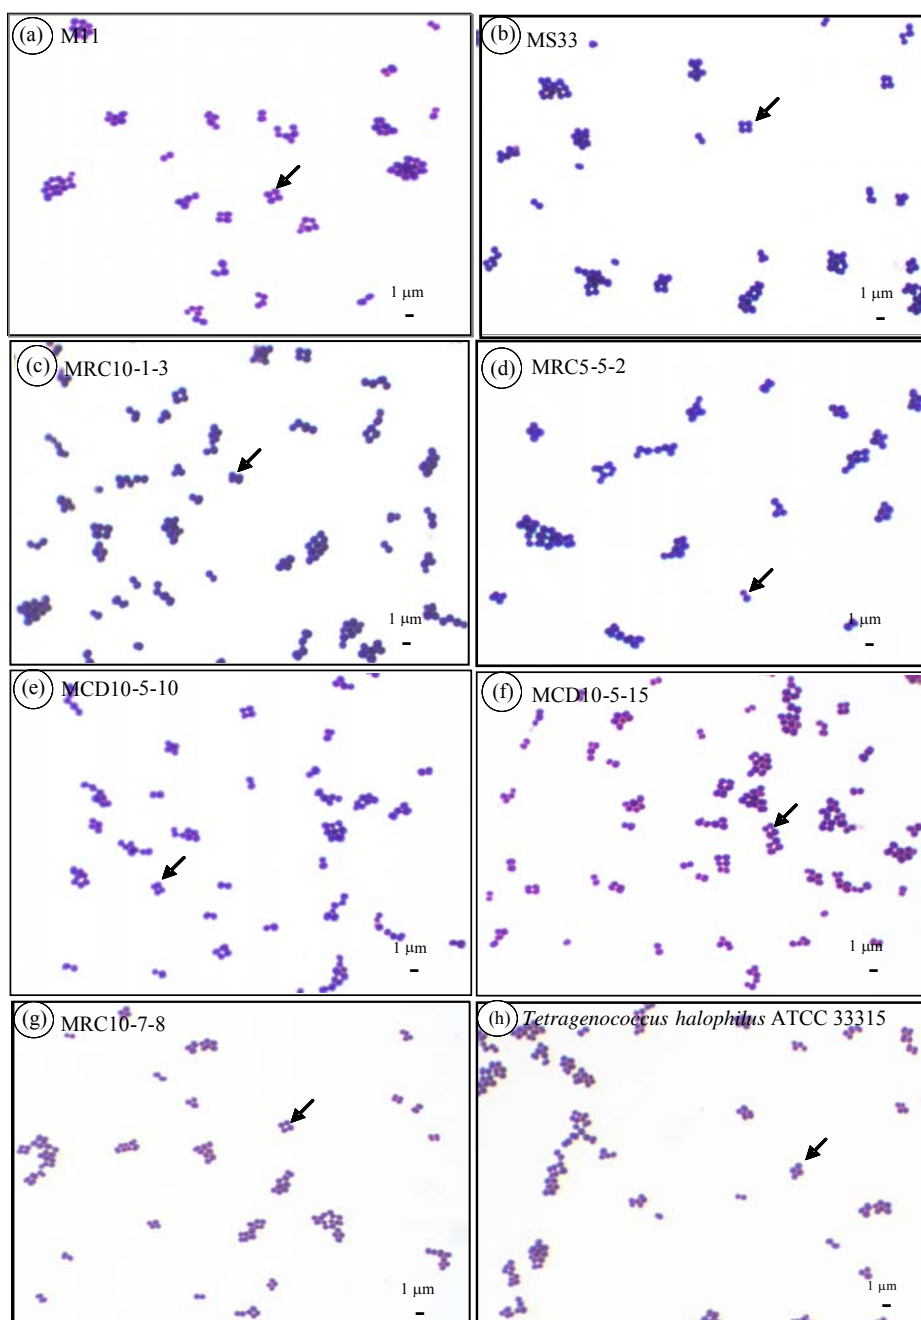 (a) M11
1 μm
(b) MS33
1 μm
(c) MRC10-1-3
1 μm
(d) MRC5-5-2
1 μm
(e) MCD10-5-10
1 μm
(f) MCD10-5-15
1 μm
(g) MRC10-7-8
1 μm
(h) Tetragenococcus halophilus ATCC 33315
1 μm